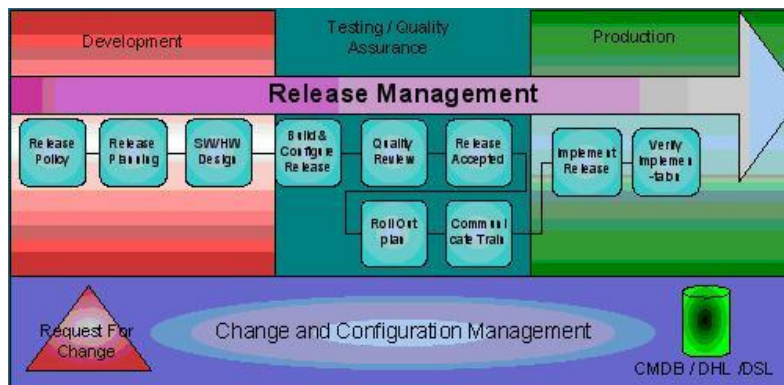 Development
Testing / Quality
Assurance
Production
Release Management
Release
Policy
Release
Planning
SW/HW
Design
Build &
Configure
Release
Quality
Review
Release
Accepted
Implement
Release
Verify
Implemen
-tabn
Roll Out
plan
Communi
cate Train
Request For
Change
Change and Configuration Management
CMDB / DHL /DSL